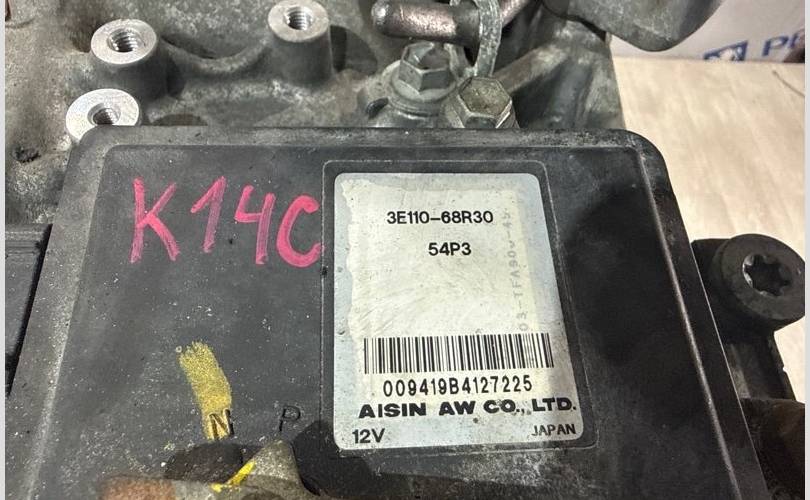 K14C
3E110-68R30
54P3
009419B4127225
AISIN AW CO., LTD.
12V
JAPAN
N P